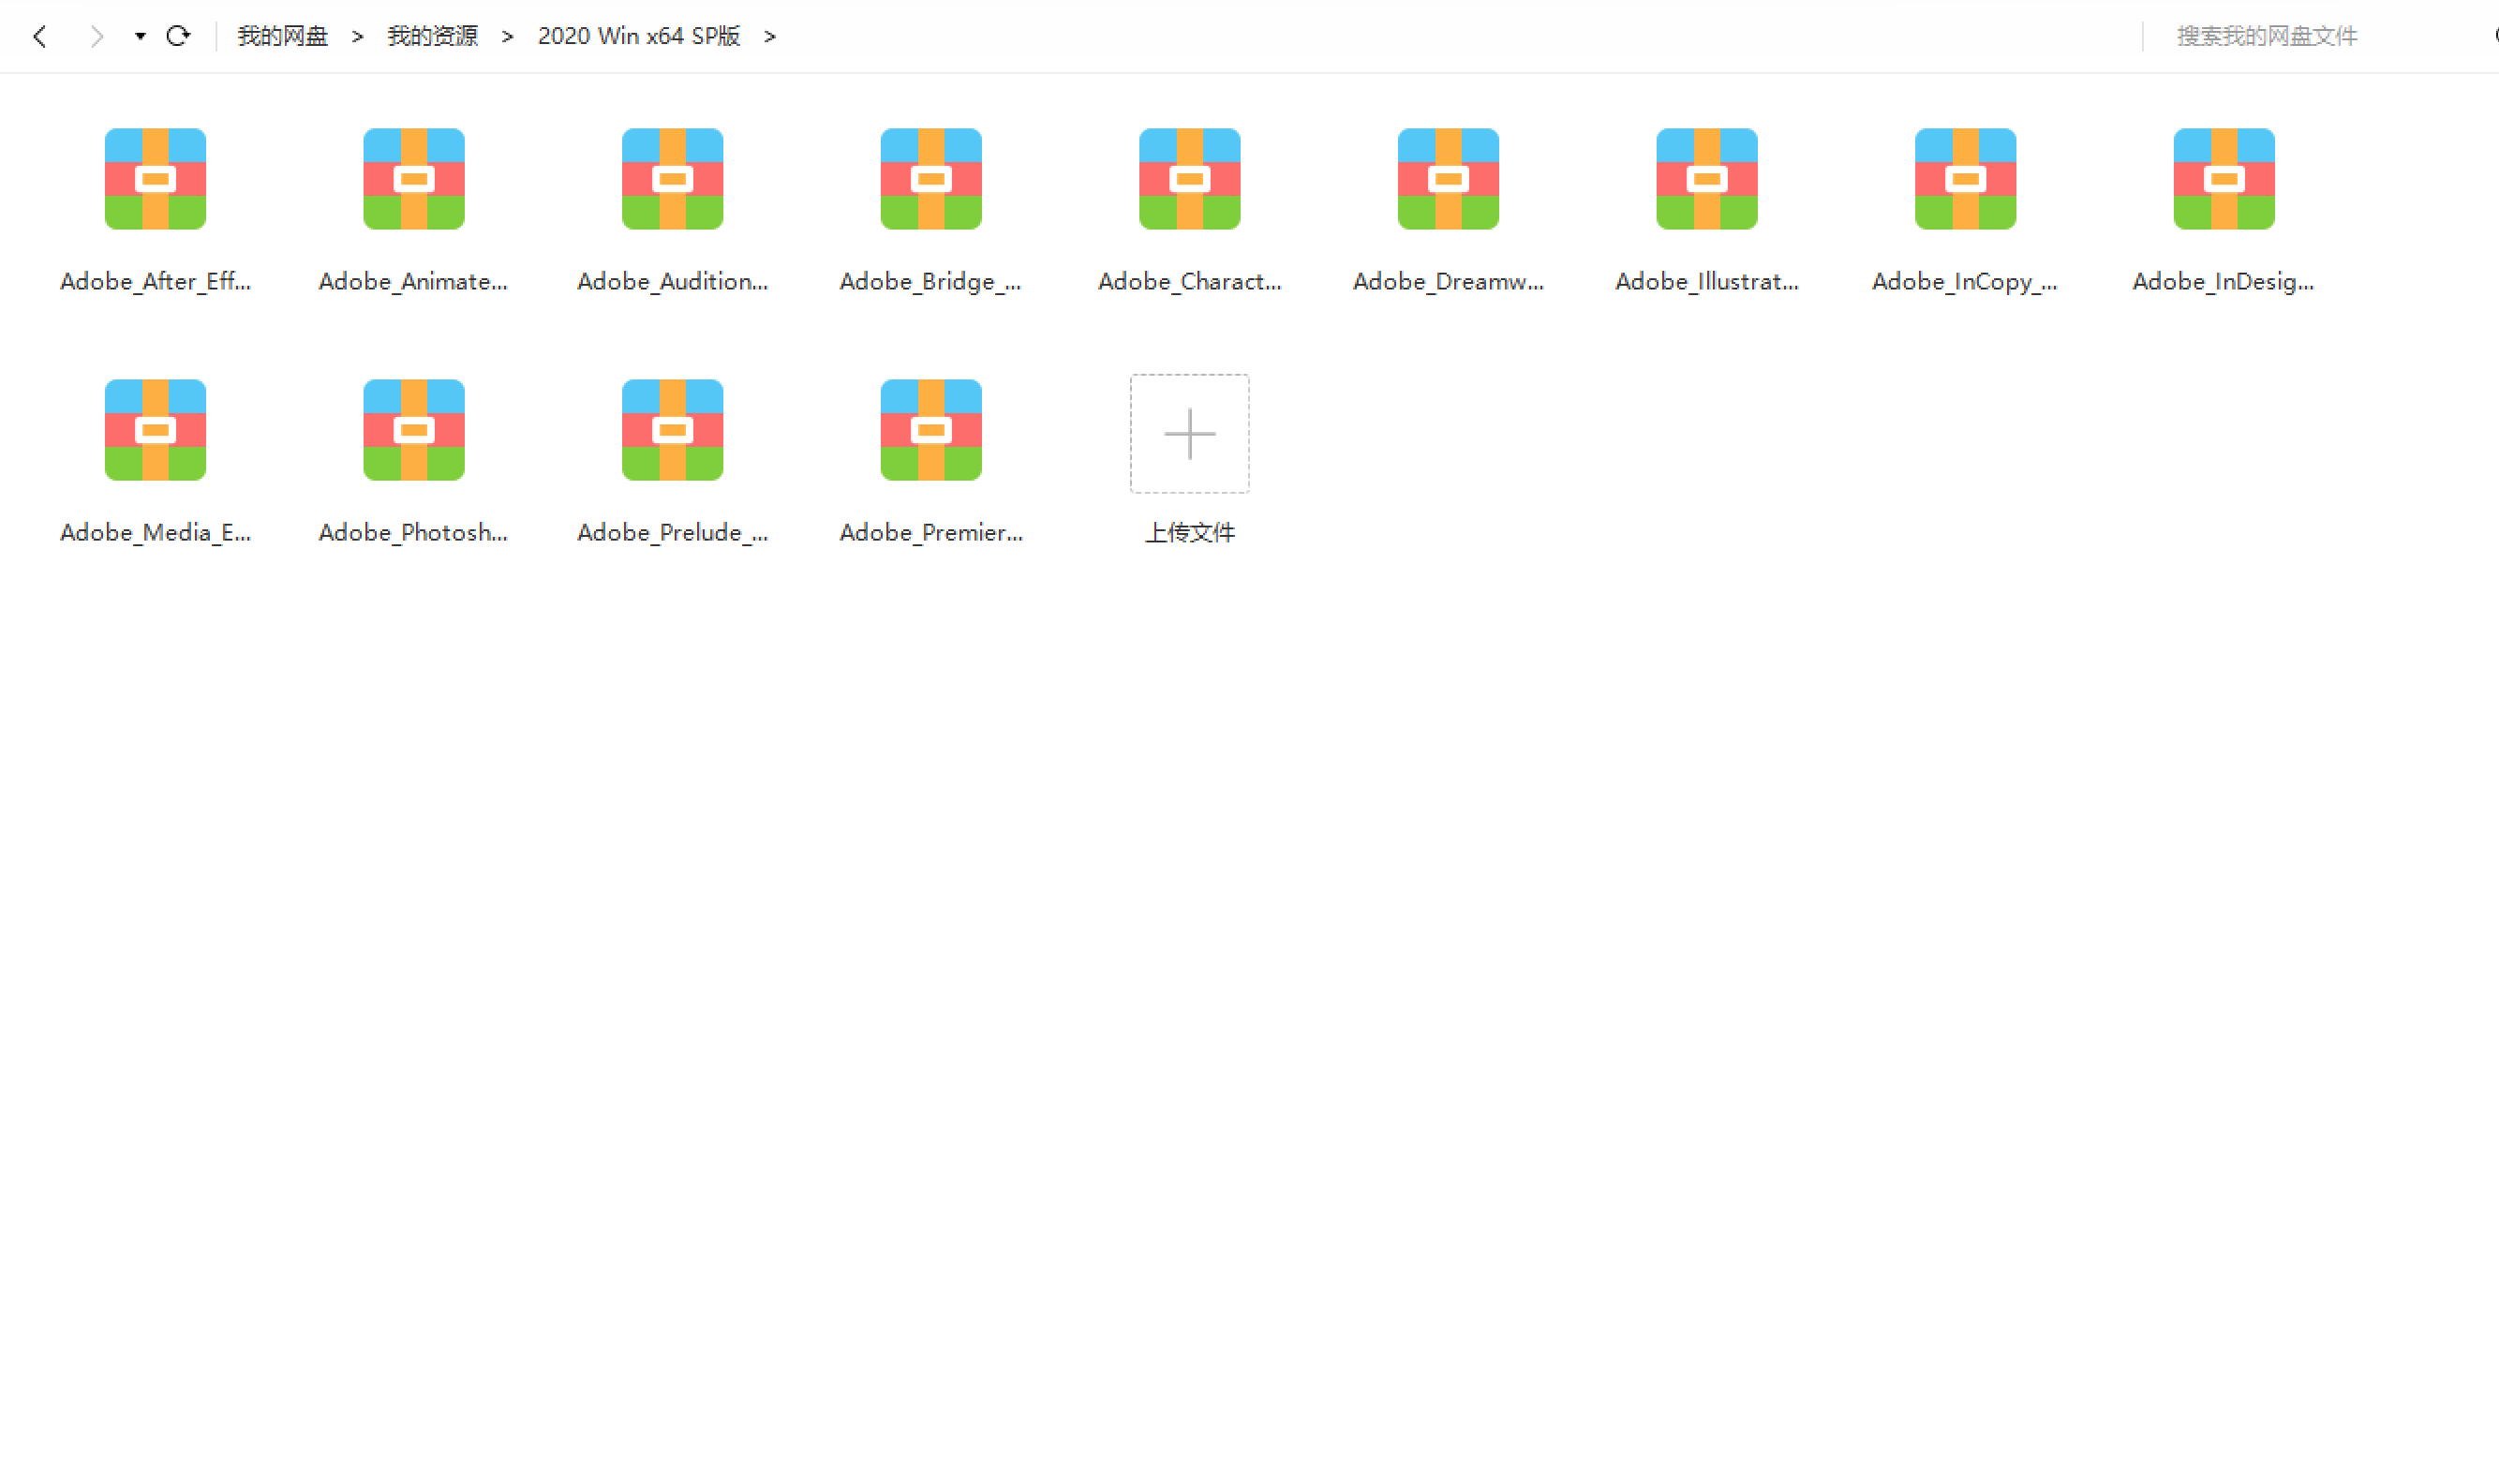 我的网盘 > 我的资源 > 2020 Win x64 SP版 > 搜索我的网盘文件
Adobe_After_Eff... Adobe_Animate... Adobe_Audition... Adobe_Bridge_... Adobe_Charact... Adobe_Dreamw... Adobe_Illustrat... Adobe_InCopy_... Adobe_InDesig...
Adobe_Media_E... Adobe_Photosh... Adobe_Prelude_... Adobe_Premier... 上传文件